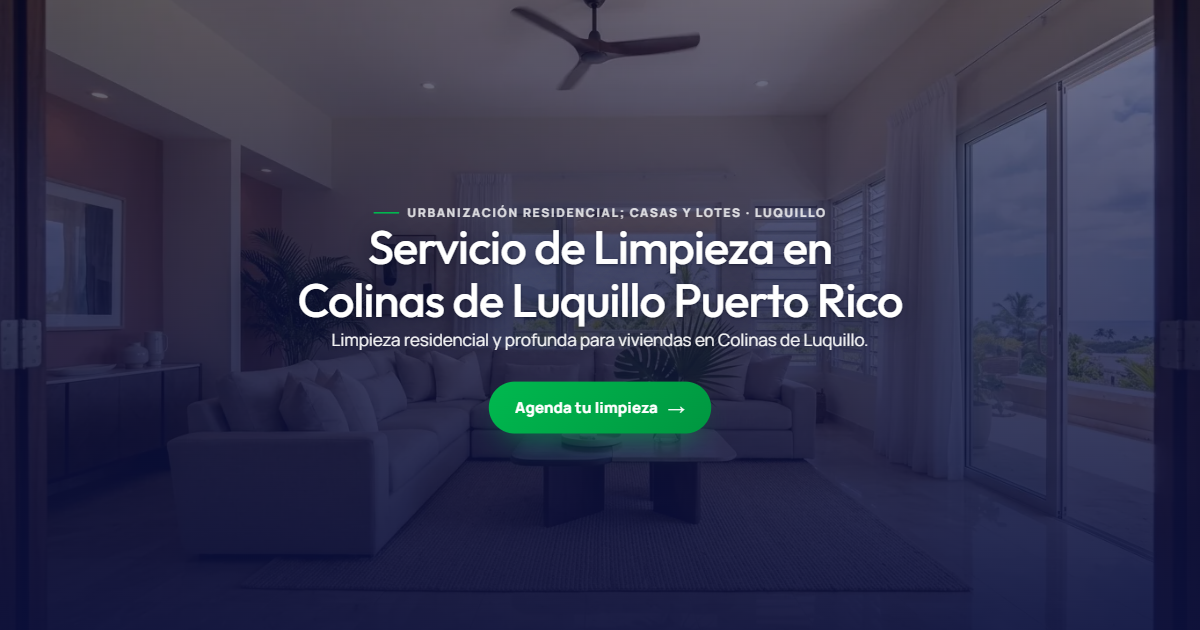 URBANIZACIÓN RESIDENCIAL; CASAS Y LOTES · LUQUILLO
Servicio de Limpieza en
Colinas de Luquillo Puerto Rico
Limpieza residencial y profunda para viviendas en Colinas de Luquillo.
Agenda tu limpieza →